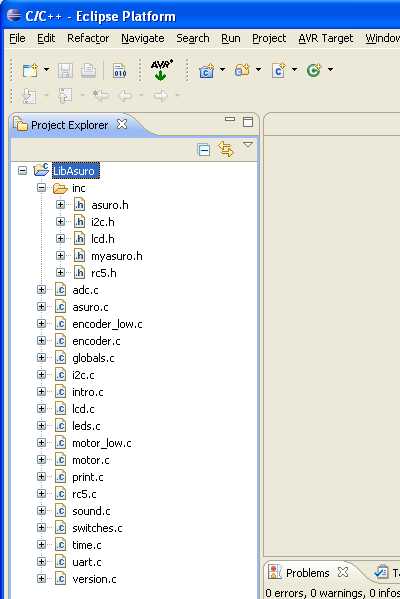 C/C++ - Eclipse Platform
File Edit Refactor Navigate Search Run Project AVR Target Window
010
AVR
Project Explorer
LibAsuro
inc
asuro.h
i2c.h
lcd.h
myasuro.h
rc5.h
adc.c
asuro.c
encoder_low.c
encoder.c
globals.c
i2c.c
intro.c
lcd.c
leds.c
motor_low.c
motor.c
print.c
rc5.c
sound.c
switches.c
time.c
uart.c
version.c
Problems Ta
0 errors, 0 warnings, 0 infos